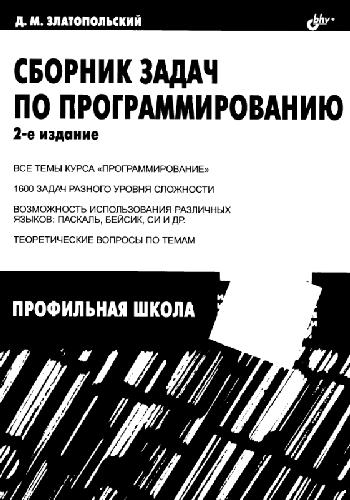 Д. М. ЗЛАТОПОЛЬСКИЙ
bhv
СБОРНИК ЗАДАЧ
ПО ПРОГРАММИРОВАНИЮ
2-е издание
ВСЕ ТЕМЫ КУРСА «ПРОГРАММИРОВАНИЕ»
1600 ЗАДАЧ РАЗНОГО УРОВНЯ СЛОЖНОСТИ
ВОЗМОЖНОСТЬ ИСПОЛЬЗОВАНИЯ РАЗЛИЧНЫХ
ЯЗЫКОВ: ПАСКАЛЬ, БЕЙСИК, СИ И ДР.
ТЕОРЕТИЧЕСКИЕ ВОПРОСЫ ПО ТЕМАМ
ПРОФИЛЬНАЯ ШКОЛА